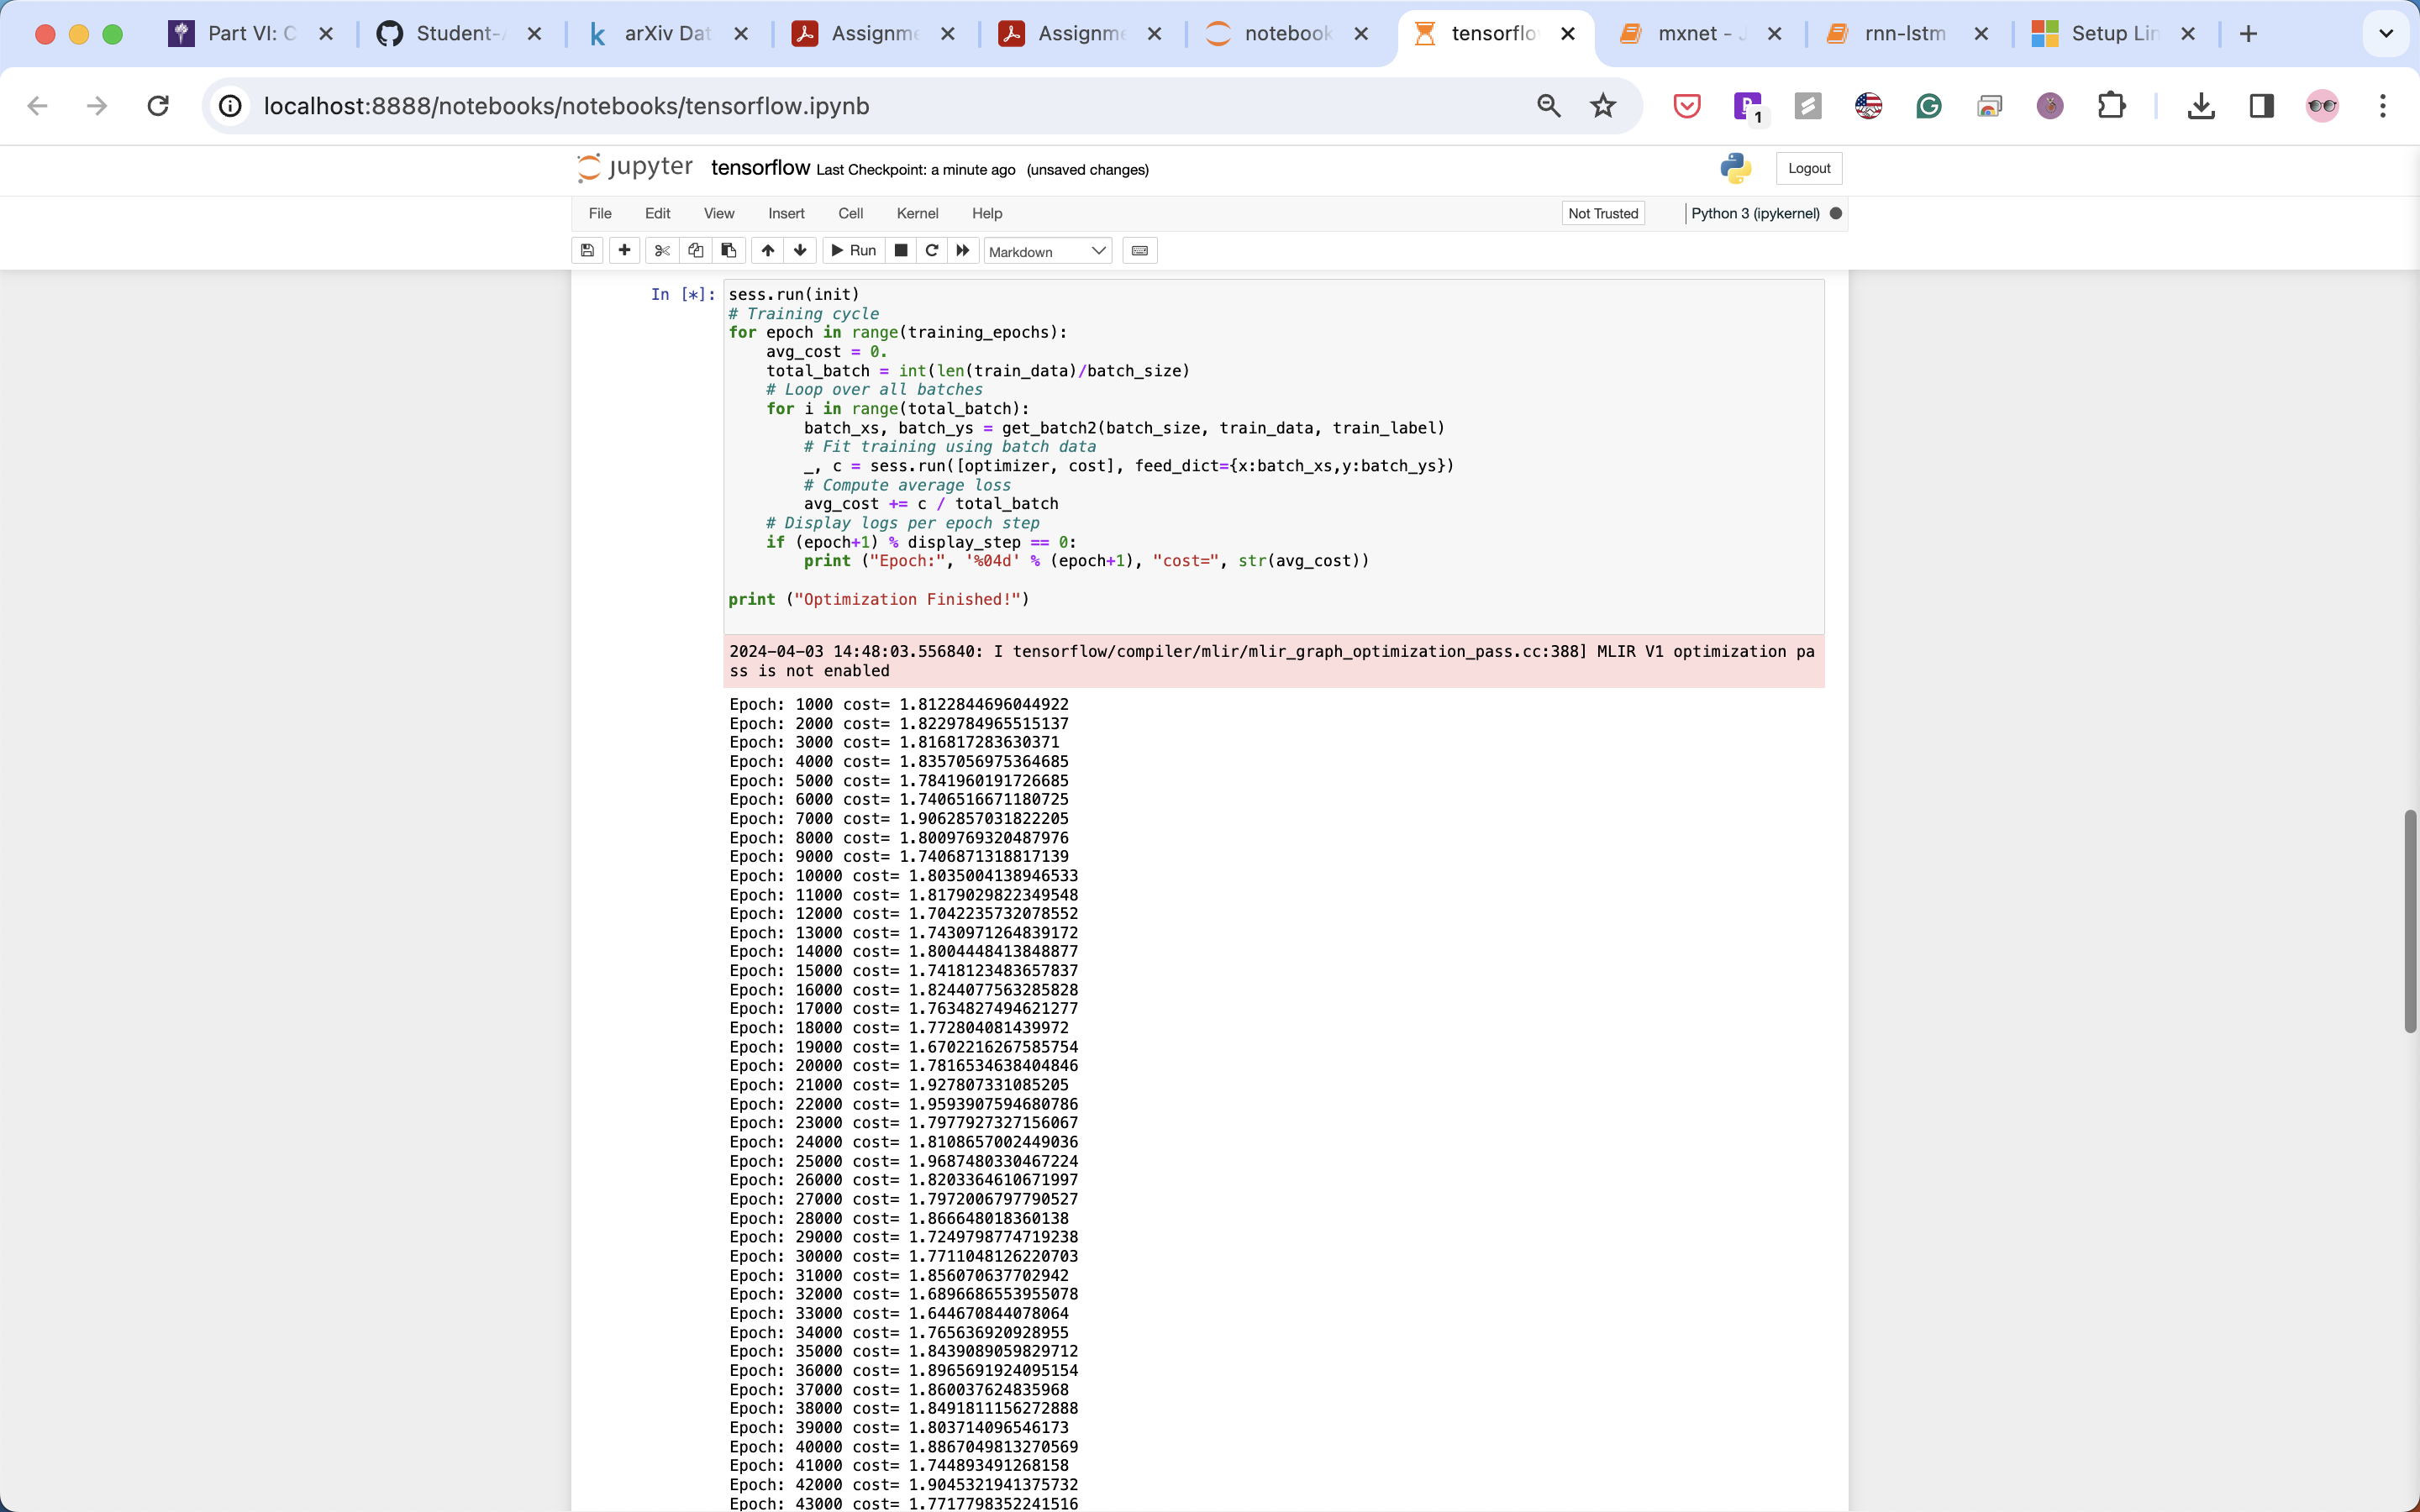 Part VI: C
Student-
arXiv Dat
Assignme
Assignme
notebook
tensorflo
mxnet - J
rnn-lstm
Setup Lin
localhost:8888/notebooks/notebooks/tensorflow.ipynb
1
jupyter tensorflow Last Checkpoint: a minute ago (unsaved changes)
Logout
File Edit View Insert Cell Kernel Help
Not Trusted
Python 3 (ipykernel)
Run
Markdown
In [*]:
sess.run(init)
# Training cycle
for epoch in range(training_epochs):
    avg_cost = 0.
    total_batch = int(len(train_data)/batch_size)
    # Loop over all batches
    for i in range(total_batch):
        batch_xs, batch_ys = get_batch2(batch_size, train_data, train_label)
        # Fit training using batch data
        _, c = sess.run([optimizer, cost], feed_dict={x:batch_xs,y:batch_ys})
        # Compute average loss
        avg_cost += c / total_batch
    # Display logs per epoch step
    if (epoch+1) % display_step == 0:
        print ("Epoch:", '%04d' % (epoch+1), "cost=", str(avg_cost))
print ("Optimization Finished!")
2024-04-03 14:48:03.556840: I tensorflow/compiler/mlir/mlir_graph_optimization_pass.cc:388] MLIR V1 optimization pa
ss is not enabled
Epoch: 1000 cost= 1.8122844696044922
Epoch: 2000 cost= 1.8229784965515137
Epoch: 3000 cost= 1.816817283630371
Epoch: 4000 cost= 1.8357056975364685
Epoch: 5000 cost= 1.7841960191726685
Epoch: 6000 cost= 1.7406516671180725
Epoch: 7000 cost= 1.9062857031822205
Epoch: 8000 cost= 1.8009769320487976
Epoch: 9000 cost= 1.7406871318817139
Epoch: 10000 cost= 1.8035004138946533
Epoch: 11000 cost= 1.8179029822349548
Epoch: 12000 cost= 1.7042235732078552
Epoch: 13000 cost= 1.7430971264839172
Epoch: 14000 cost= 1.8004448413848877
Epoch: 15000 cost= 1.7418123483657837
Epoch: 16000 cost= 1.8244077563285828
Epoch: 17000 cost= 1.7634827494621277
Epoch: 18000 cost= 1.772804081439972
Epoch: 19000 cost= 1.6702216267585754
Epoch: 20000 cost= 1.7816534638404846
Epoch: 21000 cost= 1.927807331085205
Epoch: 22000 cost= 1.9593907594680786
Epoch: 23000 cost= 1.7977927327156067
Epoch: 24000 cost= 1.8108657002449036
Epoch: 25000 cost= 1.9687480330467224
Epoch: 26000 cost= 1.8203364610671997
Epoch: 27000 cost= 1.7972006797790527
Epoch: 28000 cost= 1.866648018360138
Epoch: 29000 cost= 1.7249798774719238
Epoch: 30000 cost= 1.7711048126220703
Epoch: 31000 cost= 1.856070637702942
Epoch: 32000 cost= 1.6896686553955078
Epoch: 33000 cost= 1.644670844078064
Epoch: 34000 cost= 1.765636920928955
Epoch: 35000 cost= 1.8439089059829712
Epoch: 36000 cost= 1.8965691924095154
Epoch: 37000 cost= 1.860037624835968
Epoch: 38000 cost= 1.8491811156272888
Epoch: 39000 cost= 1.803714096546173
Epoch: 40000 cost= 1.8867049813270569
Epoch: 41000 cost= 1.744893491268158
Epoch: 42000 cost= 1.9045321941375732
Epoch: 43000 cost= 1.7717798352241516